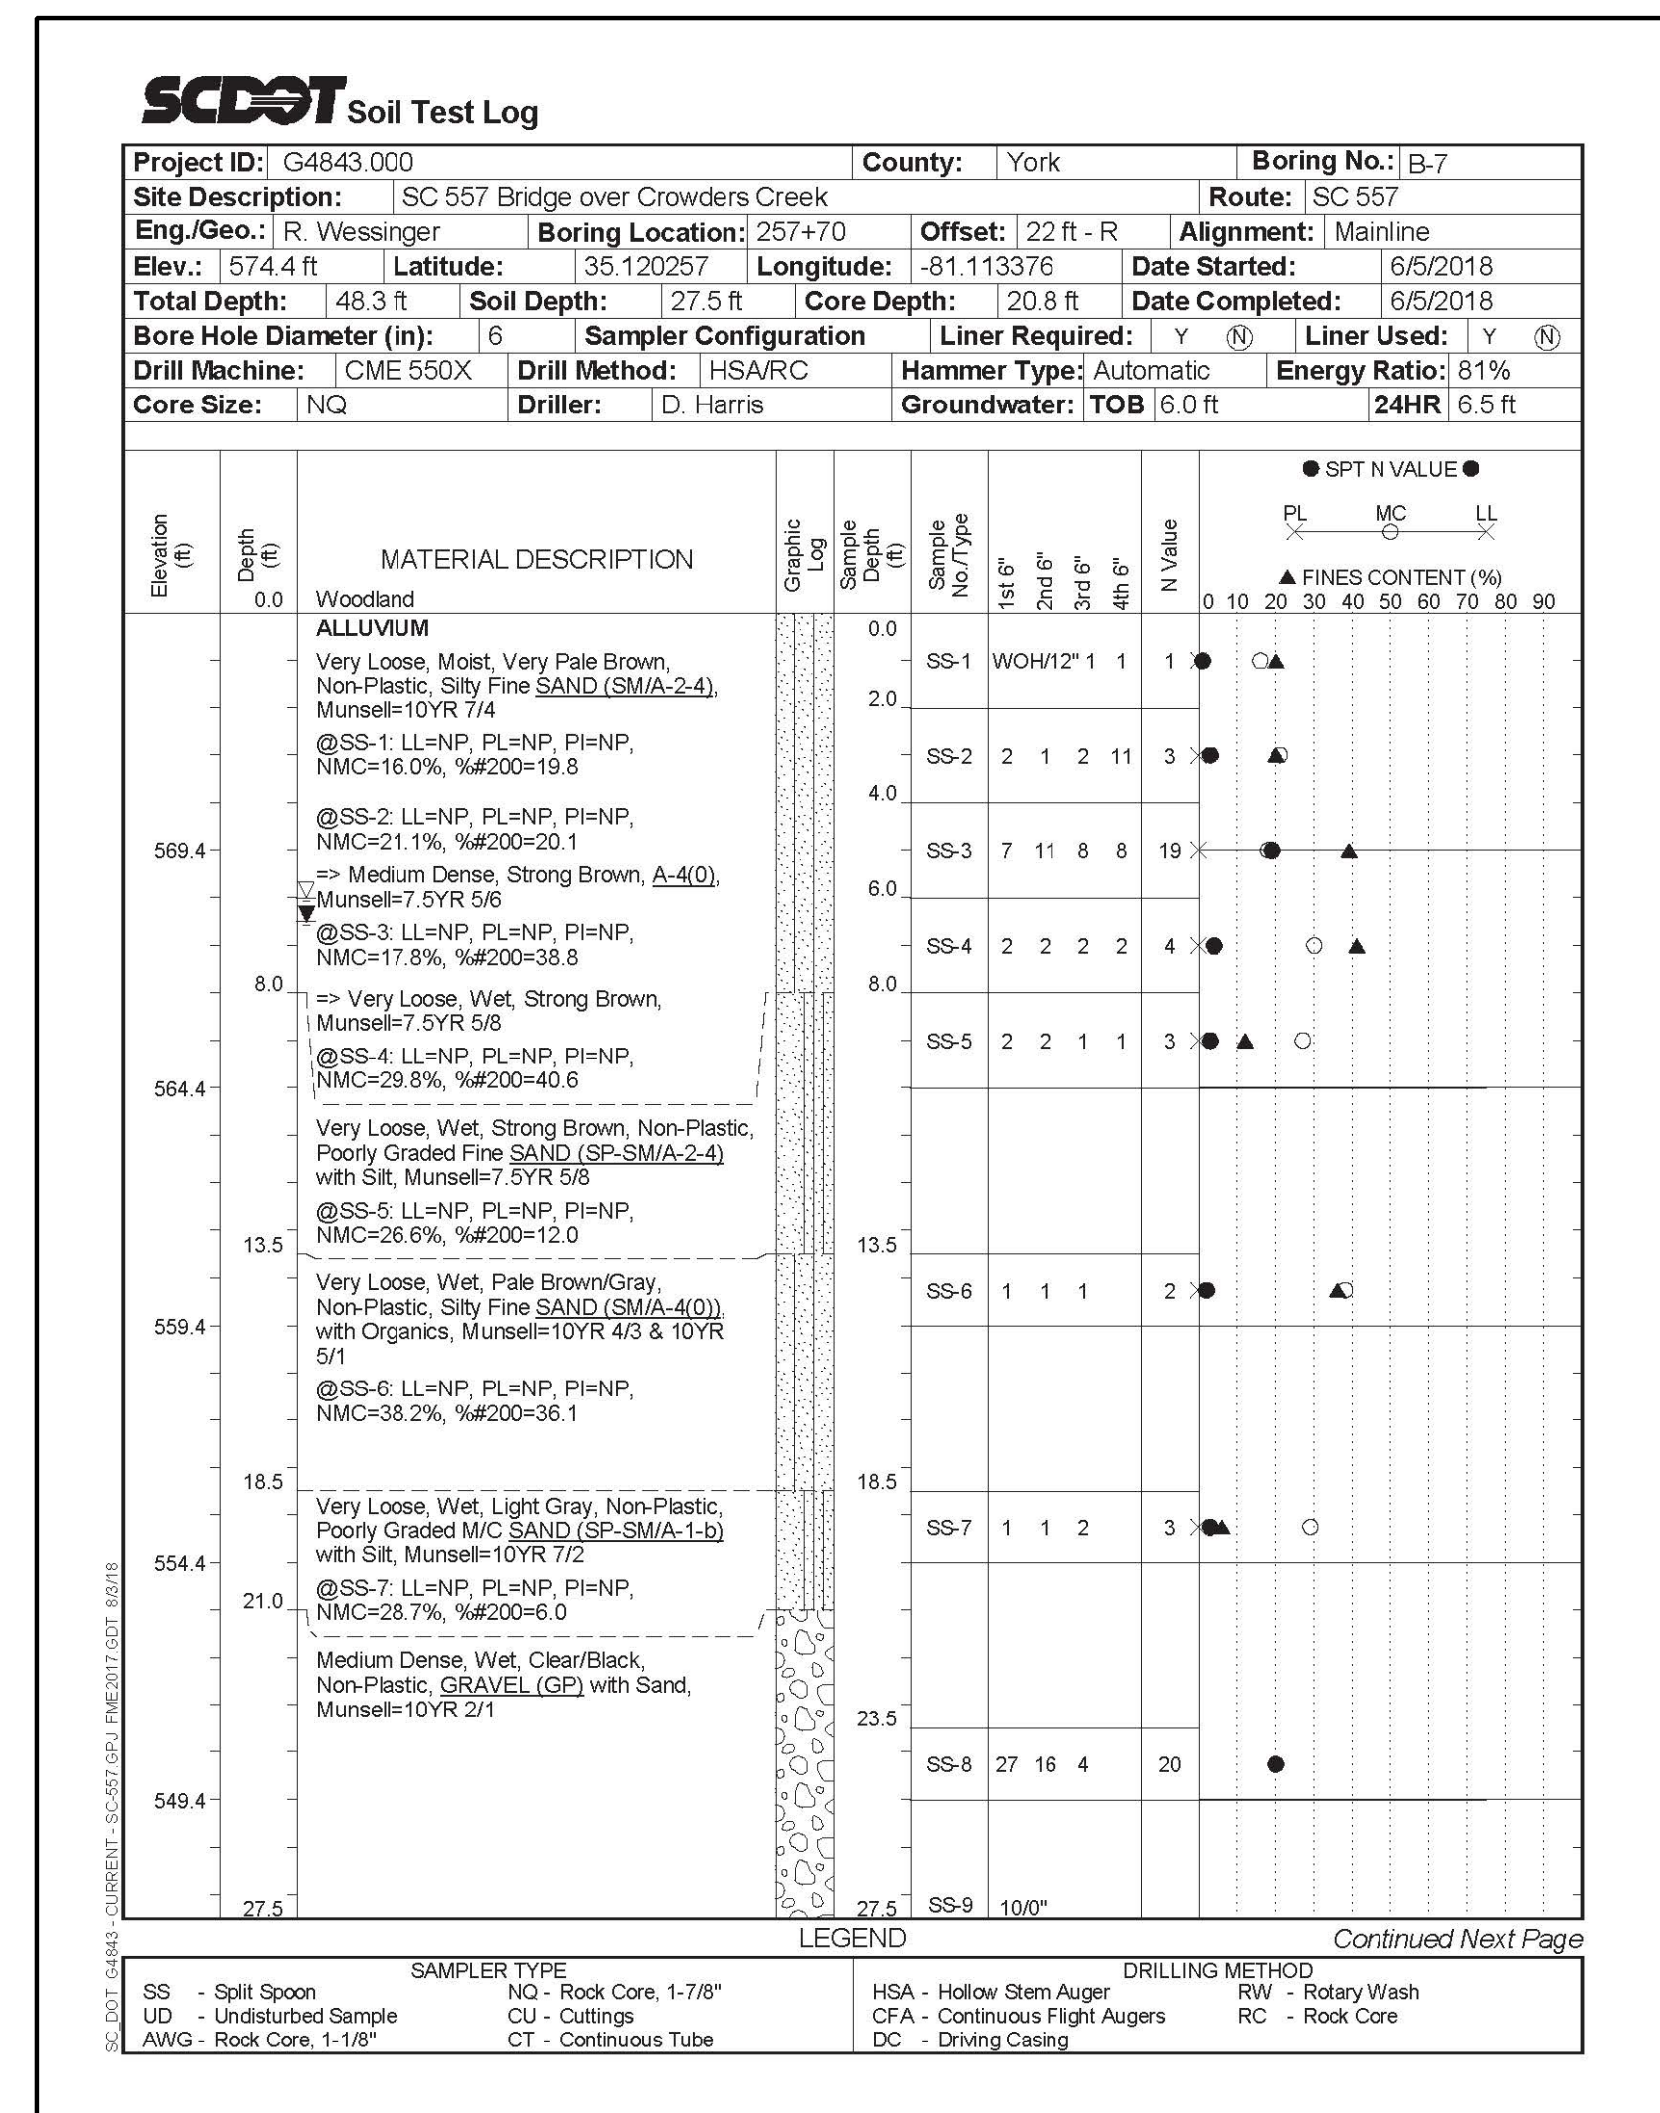 SCDOT Soil Test Log
Project ID: G4843.000 County: York Boring No.: B-7
Site Description: SC 557 Bridge over Crowders Creek Route: SC 557
Eng./Geo.: R. Wessinger Boring Location: 257+70 Offset: 22 ft - R Alignment: Mainline
Elev.: 574.4 ft Latitude: 35.120257 Longitude: -81.113376 Date Started: 6/5/2018
Total Depth: 48.3 ft Soil Depth: 27.5 ft Core Depth: 20.8 ft Date Completed: 6/5/2018
Bore Hole Diameter (in): 6 Sampler Configuration Liner Required: Y N Liner Used: Y N
Drill Machine: CME 550X Drill Method: HSA/RC Hammer Type: Automatic Energy Ratio: 81%
Core Size: NQ Driller: D. Harris Groundwater: TOB 6.0 ft 24HR 6.5 ft
Elevation (ft)
Depth (ft)
MATERIAL DESCRIPTION
Graphic Log
Sample Depth (ft)
Sample No./Type
1st 6"
2nd 6"
3rd 6"
4th 6"
N Value
SPT N VALUE
PL MC LL
FINES CONTENT (%)
0 10 20 30 40 50 60 70 80 90
0.0 Woodland
ALLUVIUM
0.0
Very Loose, Moist, Very Pale Brown,
Non-Plastic, Silty Fine SAND (SM/A-2-4),
Munsell=10YR 7/4
SS-1 WOH/12" 1 1 1
2.0
@SS-1: LL=NP, PL=NP, PI=NP,
NMC=16.0%, %#200=19.8
SS-2 2 1 2 11 3
4.0
@SS-2: LL=NP, PL=NP, PI=NP,
NMC=21.1%, %#200=20.1
569.4
SS-3 7 11 8 8 19
=> Medium Dense, Strong Brown, A-4(0),
Munsell=7.5YR 5/6
6.0
@SS-3: LL=NP, PL=NP, PI=NP,
NMC=17.8%, %#200=38.8
SS-4 2 2 2 2 4
8.0
8.0
=> Very Loose, Wet, Strong Brown,
Munsell=7.5YR 5/8
SS-5 2 2 1 1 3
@SS-4: LL=NP, PL=NP, PI=NP,
NMC=29.8%, %#200=40.6
564.4
Very Loose, Wet, Strong Brown, Non-Plastic,
Poorly Graded Fine SAND (SP-SM/A-2-4)
with Silt, Munsell=7.5YR 5/8
@SS-5: LL=NP, PL=NP, PI=NP,
NMC=26.6%, %#200=12.0
13.5
13.5
Very Loose, Wet, Pale Brown/Gray,
Non-Plastic, Silty Fine SAND (SM/A-4(0)),
with Organics, Munsell=10YR 4/3 & 10YR
5/1
SS-6 1 1 1 2
559.4
@SS-6: LL=NP, PL=NP, PI=NP,
NMC=38.2%, %#200=36.1
18.5
18.5
Very Loose, Wet, Light Gray, Non-Plastic,
Poorly Graded M/C SAND (SP-SM/A-1-b)
with Silt, Munsell=10YR 7/2
SS-7 1 1 2 3
554.4
@SS-7: LL=NP, PL=NP, PI=NP,
NMC=28.7%, %#200=6.0
21.0
Medium Dense, Wet, Clear/Black,
Non-Plastic, GRAVEL (GP) with Sand,
Munsell=10YR 2/1
23.5
SS-8 27 16 4 20
549.4
27.5
27.5
SS-9 10/0"
LEGEND
Continued Next Page
SAMPLER TYPE
SS - Split Spoon NQ - Rock Core, 1-7/8"
UD - Undisturbed Sample CU - Cuttings
AWG - Rock Core, 1-1/8" CT - Continuous Tube
DRILLING METHOD
HSA - Hollow Stem Auger RW - Rotary Wash
CFA - Continuous Flight Augers RC - Rock Core
DC - Driving Casing
SC_DOT G4843 - CURRENT - SC-557.GPJ FME2017.GDT 8/3/18